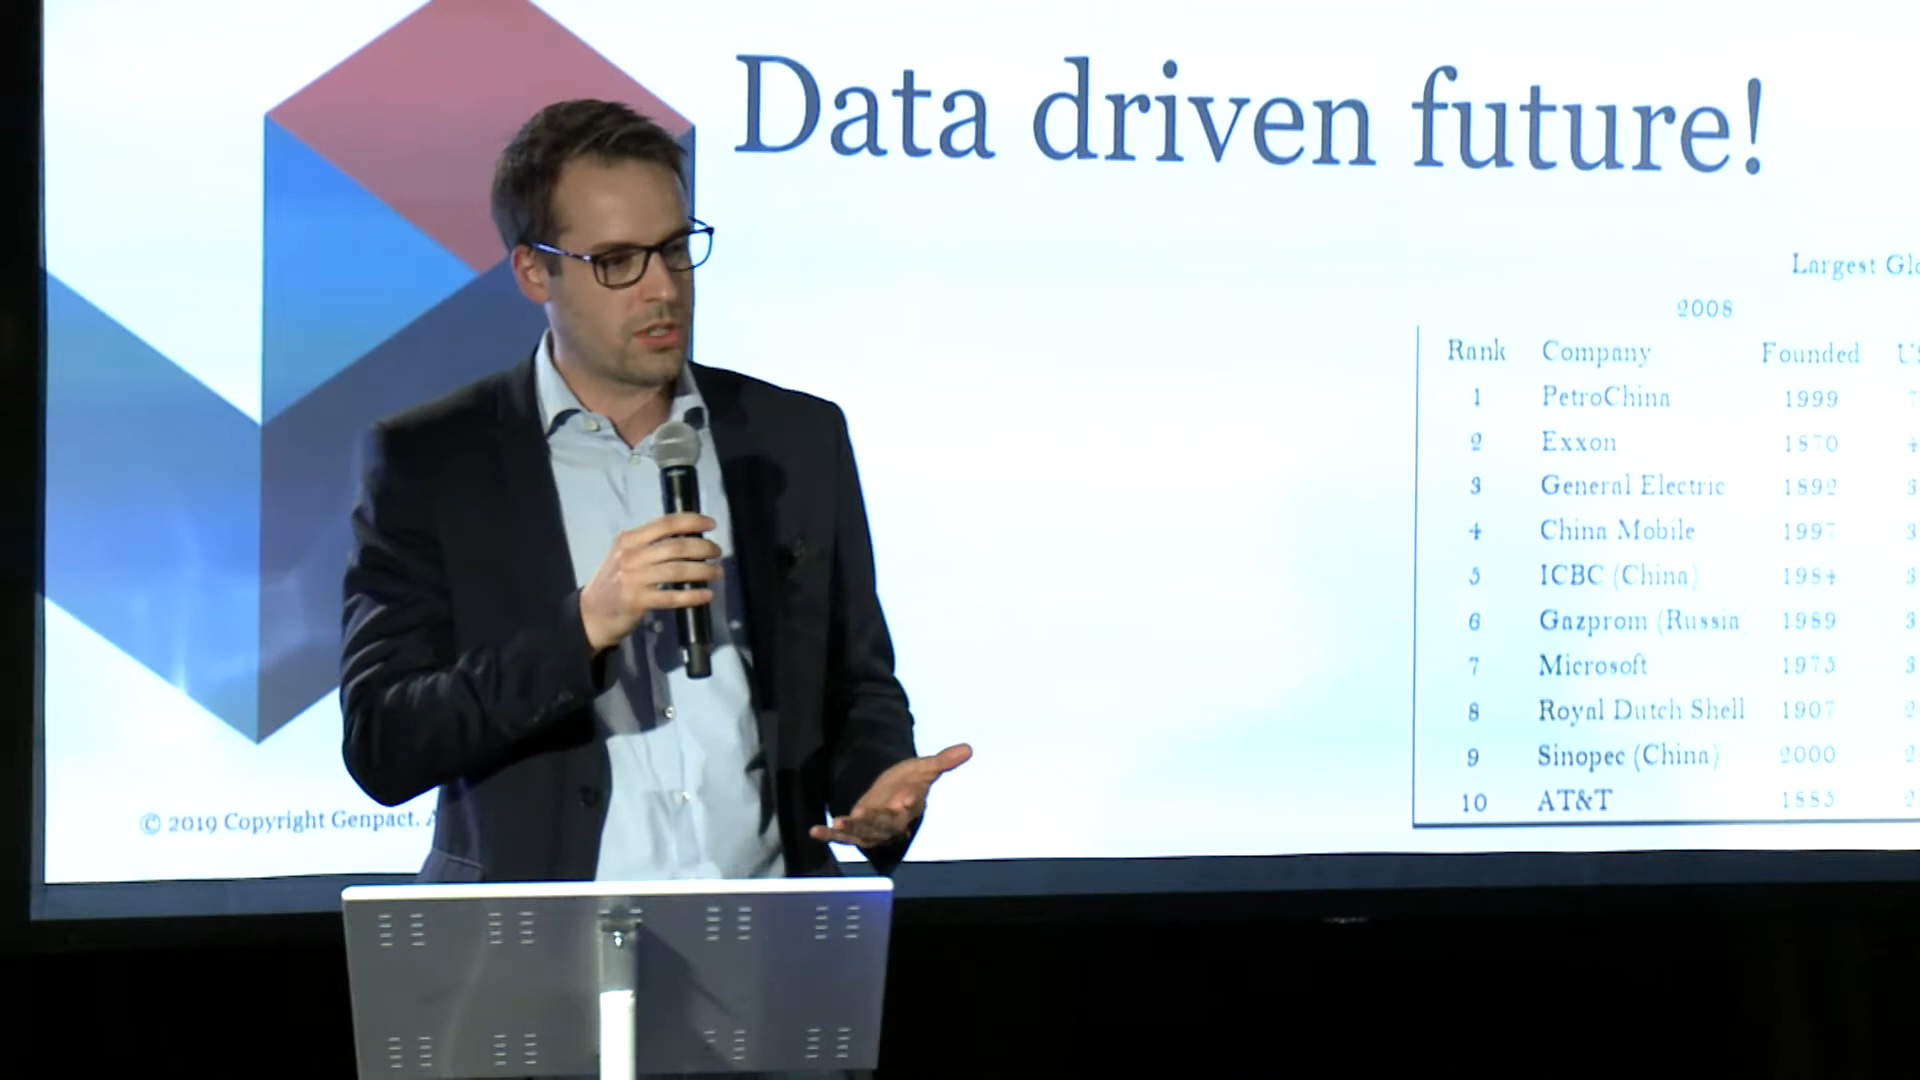 Data driven future!
Largest
2008
Rank Company Founded
1 PetroChina 1999
2 Exxon 1870
3 General Electric 1892
4 China Mobile 1997
5 ICBC (China) 1984
6 Gazprom (Russia 1989
7 Microsoft 1975
8 Royal Dutch Shell 1907
9 Sinopec (China) 2000
10 AT&T 1885
© 2019 Copyright Genpact.